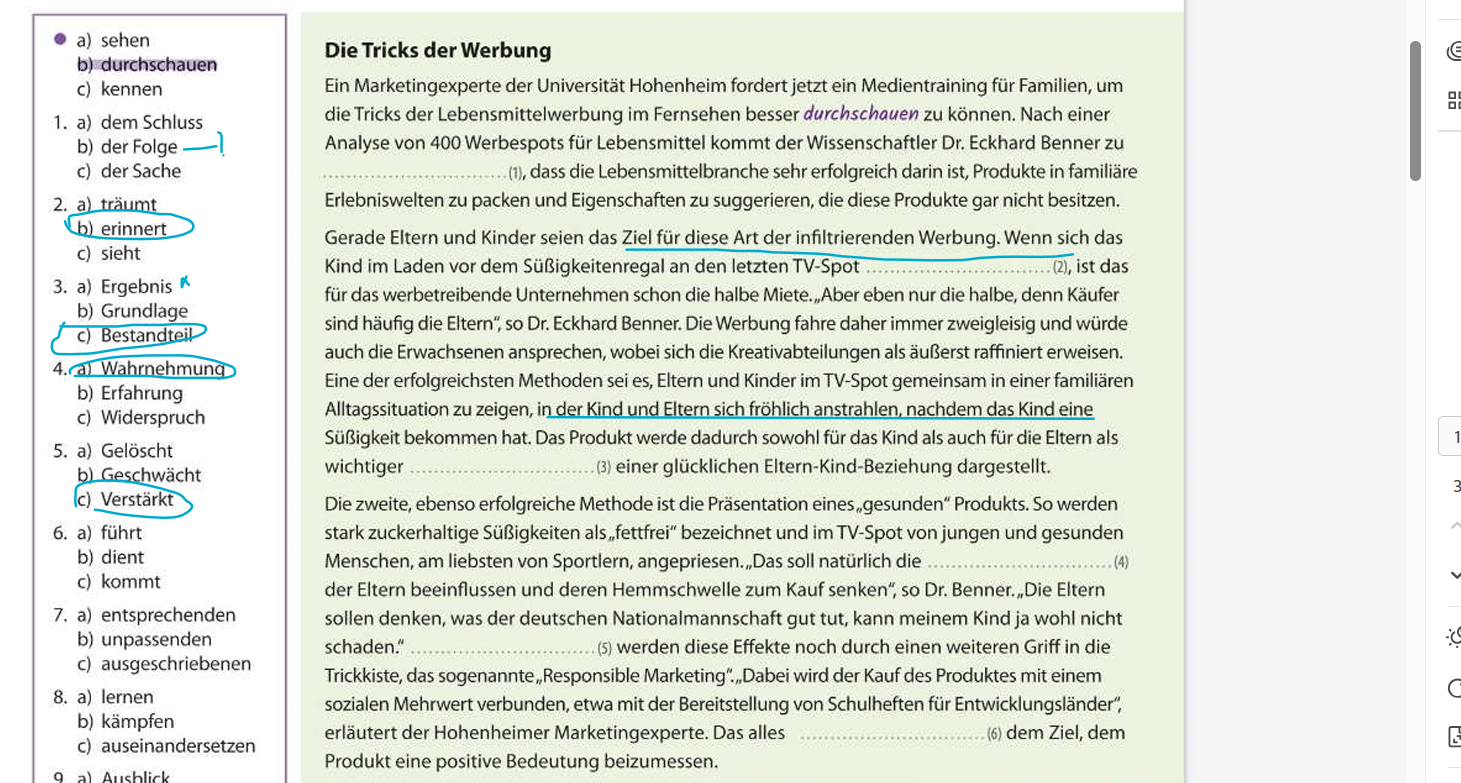 a) sehen
b) durchschauen
c) kennen
1. a) dem Schluss
b) der Folge
c) der Sache
2. a) träumt
b) erinnert
c) sieht
3. a) Ergebnis
b) Grundlage
c) Bestandteil
4. a) Wahrnehmung
b) Erfahrung
c) Widerspruch
5. a) Gelöscht
b) Geschwächt
c) Verstärkt
6. a) führt
b) dient
c) kommt
7. a) entsprechenden
b) unpassenden
c) ausgeschriebenen
8. a) lernen
b) kämpfen
c) auseinandersetzen
9. a) Ausblick
Die Tricks der Werbung
Ein Marketingexperte der Universität Hohenheim fordert jetzt ein Medientraining für Familien, um
die Tricks der Lebensmittelwerbung im Fernsehen besser durchschauen zu können. Nach einer
Analyse von 400 Werbespots für Lebensmittel kommt der Wissenschaftler Dr. Eckhard Benner zu
.................................. (1), dass die Lebensmittelbranche sehr erfolgreich darin ist, Produkte in familiäre
Erlebniswelten zu packen und Eigenschaften zu suggerieren, die diese Produkte gar nicht besitzen.
Gerade Eltern und Kinder seien das Ziel für diese Art der infiltrierenden Werbung. Wenn sich das
Kind im Laden vor dem Süßigkeitenregal an den letzten TV-Spot .................................. (2), ist das
für das werbetreibende Unternehmen schon die halbe Miete. „Aber eben nur die halbe, denn Käufer
sind häufig die Eltern“, so Dr. Eckhard Benner. Die Werbung fahre daher immer zweigleisig und würde
auch die Erwachsenen ansprechen, wobei sich die Kreativabteilungen als äußerst raffiniert erweisen.
Eine der erfolgreichsten Methoden sei es, Eltern und Kinder im TV-Spot gemeinsam in einer familiären
Alltagssituation zu zeigen, in der Kind und Eltern sich fröhlich anstrahlen, nachdem das Kind eine
Süßigkeit bekommen hat. Das Produkt werde dadurch sowohl für das Kind als auch für die Eltern als
wichtiger .................................. (3) einer glücklichen Eltern-Kind-Beziehung dargestellt.
Die zweite, ebenso erfolgreiche Methode ist die Präsentation eines „gesunden“ Produkts. So werden
stark zuckerhaltige Süßigkeiten als „fettfrei“ bezeichnet und im TV-Spot von jungen und gesunden
Menschen, am liebsten von Sportlern, angepriesen. „Das soll natürlich die .................................. (4)
der Eltern beeinflussen und deren Hemmschwelle zum Kauf senken“, so Dr. Benner. „Die Eltern
sollen denken, was der deutschen Nationalmannschaft gut tut, kann meinem Kind ja wohl nicht
schaden.“ .................................. (5) werden diese Effekte noch durch einen weiteren Griff in die
Trickkiste, das sogenannte „Responsible Marketing“. „Dabei wird der Kauf des Produktes mit einem
sozialen Mehrwert verbunden, etwa mit der Bereitstellung von Schulheften für Entwicklungsländer“,
erläutert der Hohenheimer Marketingexperte. Das alles .................................. (6) dem Ziel, dem
Produkt eine positive Bedeutung beizumessen.